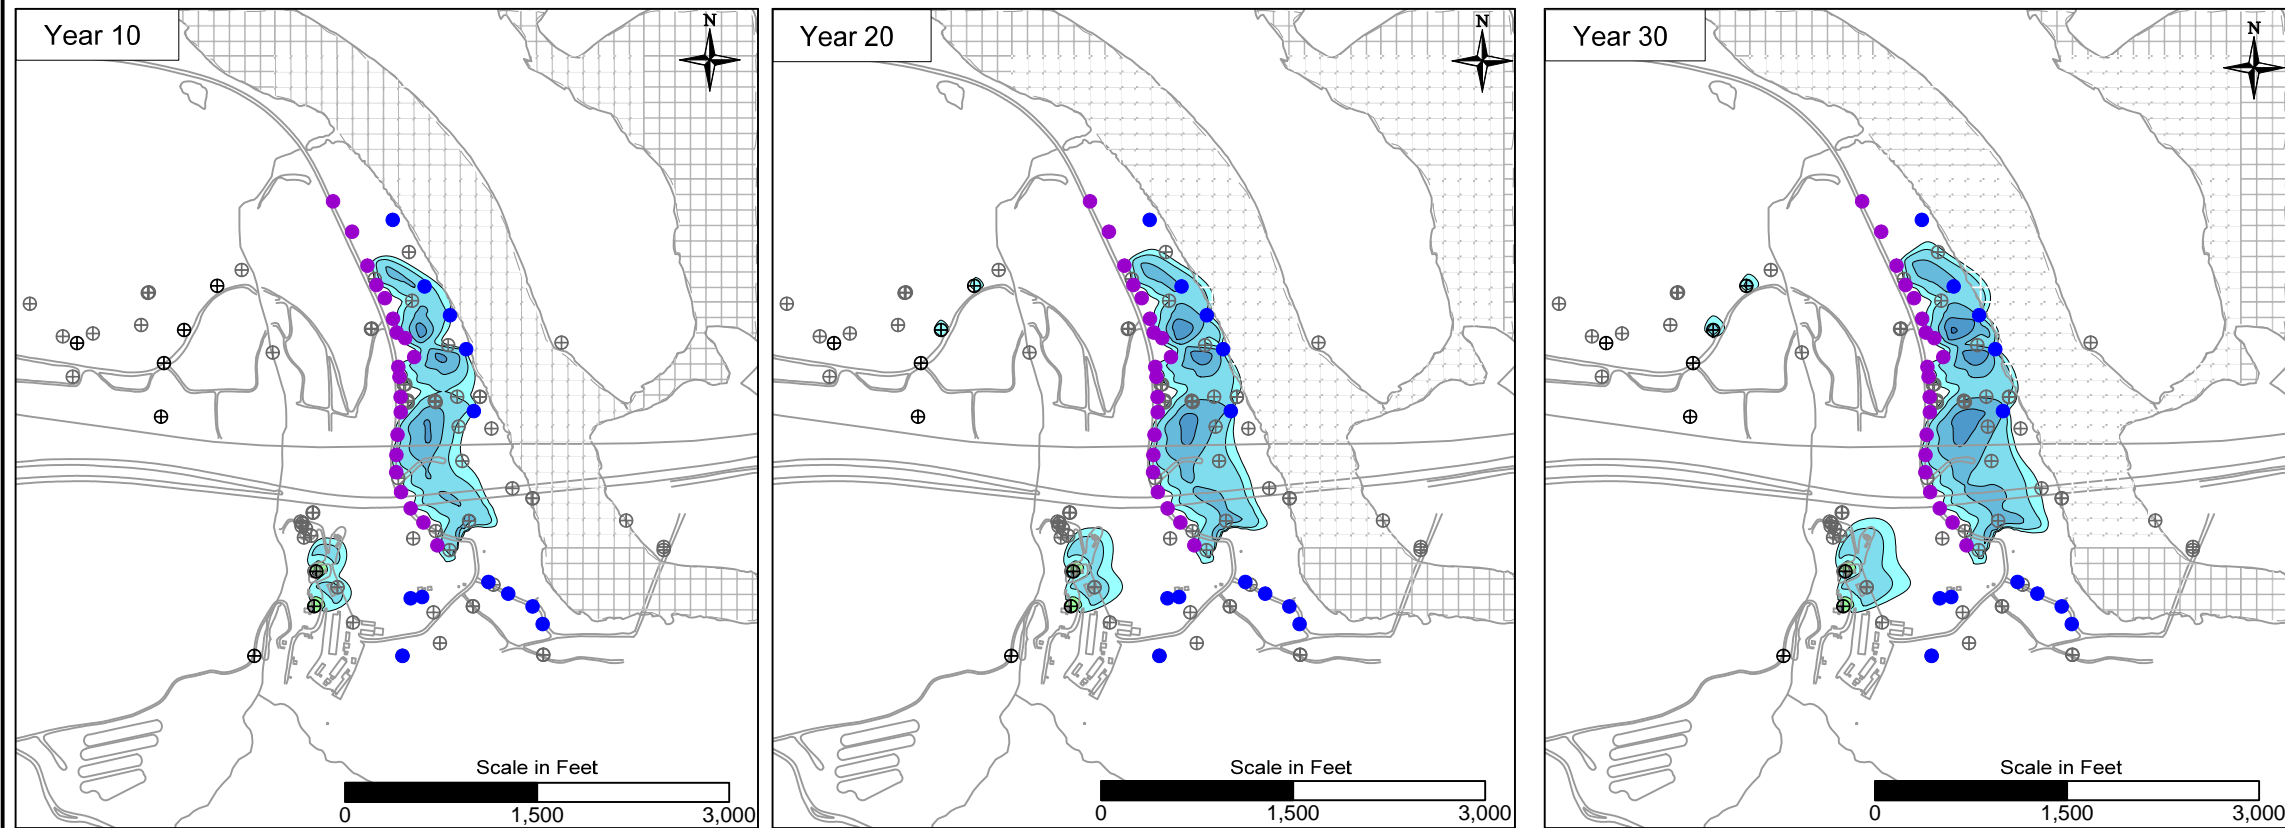 Year 10
N
Scale in Feet
0 1,500 3,000
Year 20
N
Scale in Feet
0 1,500 3,000
Year 30
N
Scale in Feet
0 1,500 3,000